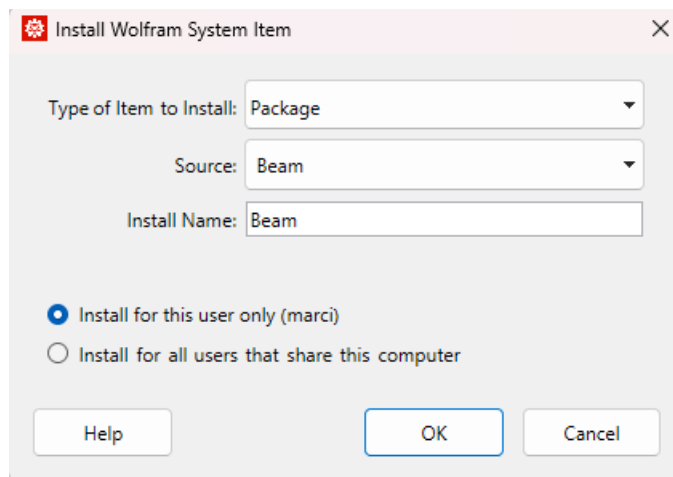 Install Wolfram System Item
Type of Item to Install: Package
Source: Beam
Install Name: Beam
Install for this user only (marci)
Install for all users that share this computer
Help OK Cancel